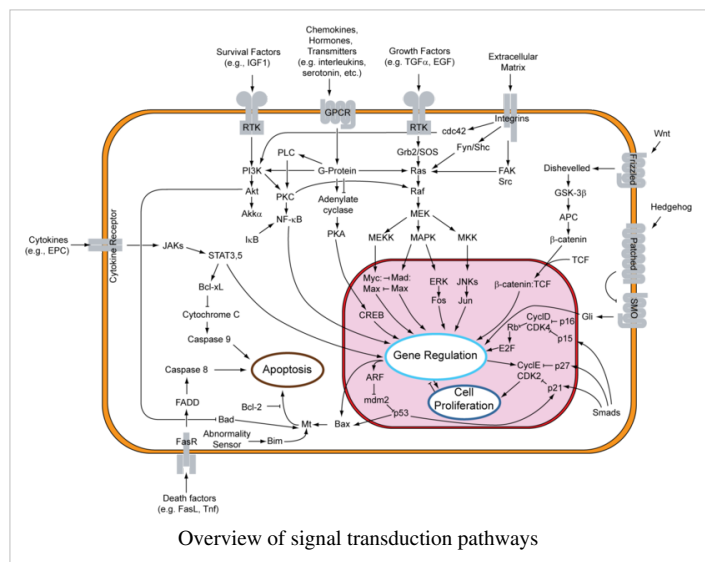 Survival Factors
(e.g., IGF1)
Chemokines,
Hormones,
Transmitters
(e.g. interleukins,
serotonin, etc.)
Growth Factors
(e.g. TGFα, EGF)
Extracellular
Matrix
RTK
GPCR
RTK
Integrins
cdc42
Wnt
PLC
Grb2/SOS
Fyn/Shc
Frizzled
PI3K
G-Protein
Ras
FAK
Src
Dishevelled
Akt
PKC
Adenylate
cyclase
Raf
GSK-3β
Hedgehog
Akkα
NF-κB
MEK
APC
IκB
PKA
MEKK
MAPK
MKK
β-catenin
Patched
Cytokines
(e.g., EPC)
Cytokine Receptor
JAKs
STAT3,5
TCF
Bcl-xL
Myc:
Max
Mad:
Max
ERK
Fos
JNKs
Jun
β-catenin:TCF
SMO
Cytochrome C
CREB
CycID
CDK4
p16
p15
Rb
E2F
Gli
Caspase 9
Gene Regulation
CycIE
CDK2
p27
p21
Caspase 8
Apoptosis
ARF
Cell
Proliferation
FADD
Bcl-2
mdm2
p53
Smads
Bad
Mt
Bax
FasR
Abnormality
Sensor
Bim
Death factors
(e.g. FasL, Tnf)
Overview of signal transduction pathways